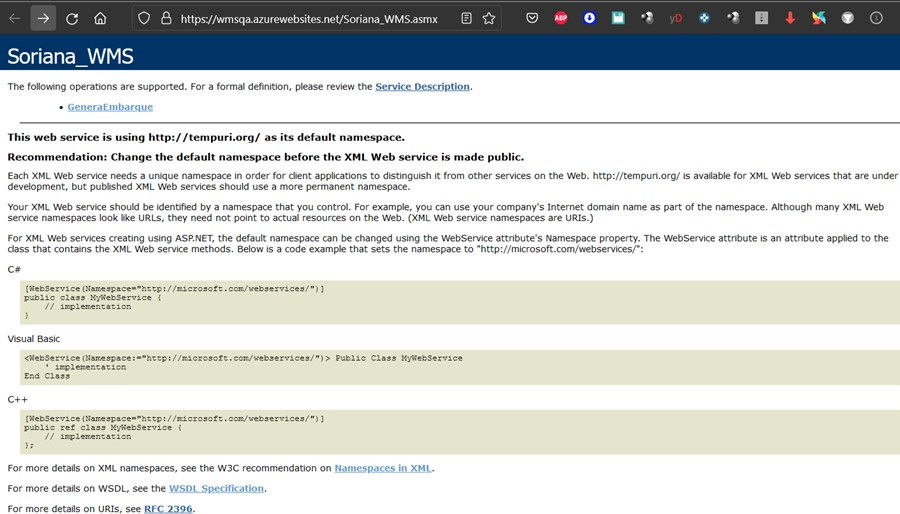 https://wmsqa.azurewebsites.net/Soriana_WMS.asmx
ABP
yD
Soriana_WMS
The following operations are supported. For a formal definition, please review the Service Description.
• GeneraEmbarque
This web service is using http://tempuri.org/ as its default namespace.
Recommendation: Change the default namespace before the XML Web service is made public.
Each XML Web service needs a unique namespace in order for client applications to distinguish it from other services on the Web. http://tempuri.org/ is available for XML Web services that are under
development, but published XML Web services should use a more permanent namespace.
Your XML Web service should be identified by a namespace that you control. For example, you can use your company's Internet domain name as part of the namespace. Although many XML Web
service namespaces look like URLs, they need not point to actual resources on the Web. (XML Web service namespaces are URIs.)
For XML Web services creating using ASP.NET, the default namespace can be changed using the WebService attribute's Namespace property. The WebService attribute is an attribute applied to the
class that contains the XML Web service methods. Below is a code example that sets the namespace to "http://microsoft.com/webservices/":
C#
[WebService(Namespace="http://microsoft.com/webservices/")]
public class MyWebService {
// implementation
}
Visual Basic
<WebService(Namespace:="http://microsoft.com/webservices/")> Public Class MyWebService
' implementation
End Class
C++
[WebService(Namespace="http://microsoft.com/webservices/")]
public ref class MyWebService {
// implementation
};
For more details on XML namespaces, see the W3C recommendation on Namespaces in XML.
For more details on WSDL, see the WSDL Specification.
For more details on URIs, see RFC 2396.